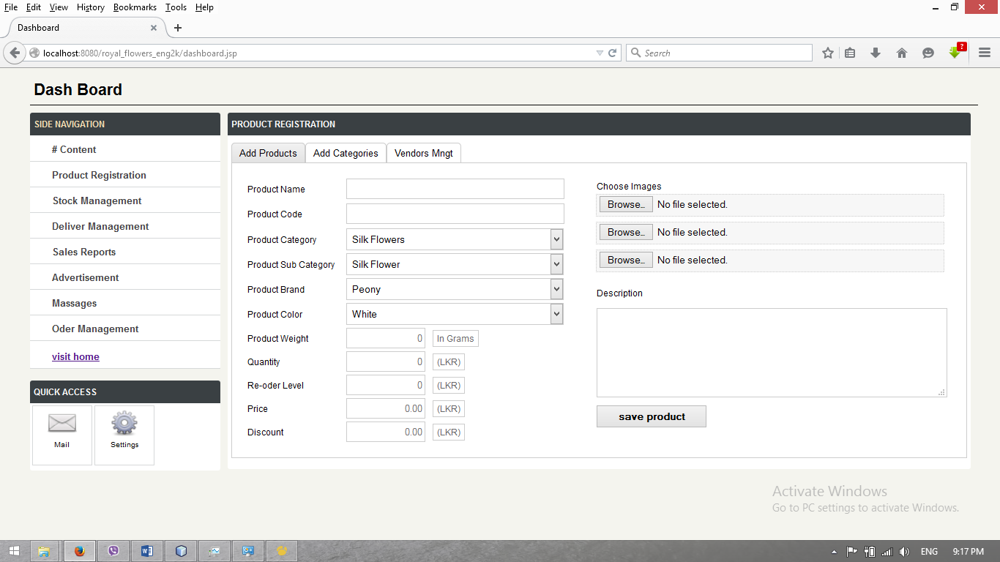 File Edit View History Bookmarks Tools Help
Dashboard
localhost:8080/royal_flowers_eng2k/dashboard.jsp
Search
?
Dash Board
SIDE NAVIGATION
# Content
Product Registration
Stock Management
Deliver Management
Sales Reports
Advertisement
Massages
Oder Management
visit home
QUICK ACCESS
Mail
Settings
PRODUCT REGISTRATION
Add Products
Add Categories
Vendors Mngt
Product Name
Product Code
Product Category Silk Flowers
Product Sub Category Silk Flower
Product Brand Peony
Product Color White
Product Weight 0 In Grams
Quantity 0 (LKR)
Re-oder Level 0 (LKR)
Price 0.00 (LKR)
Discount 0.00 (LKR)
Choose Images
Browse... No file selected.
Browse... No file selected.
Browse... No file selected.
Description
save product
Activate Windows
Go to PC settings to activate Windows.
ENG 9:17 PM